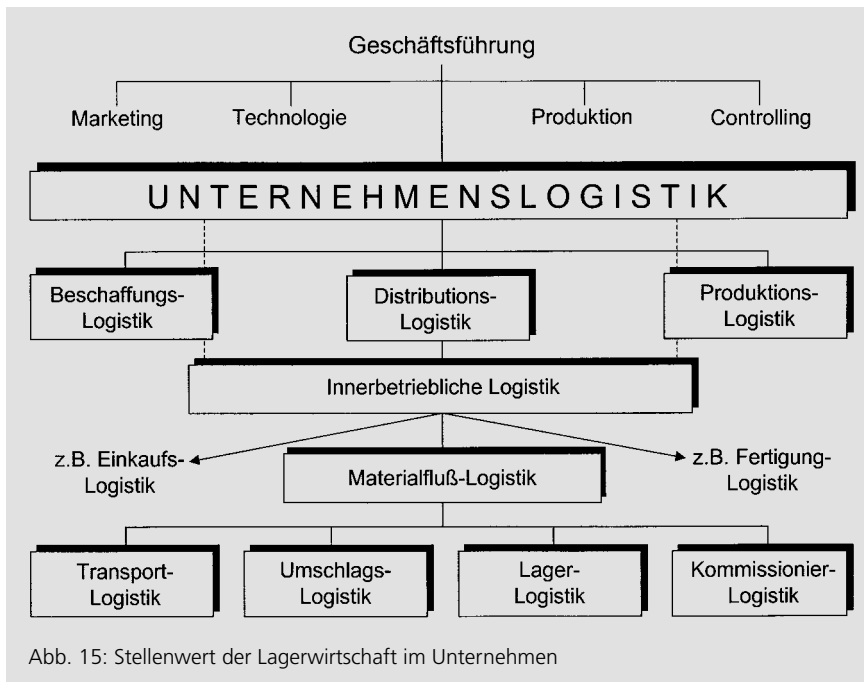 Geschäftsführung
Marketing
Technologie
Produktion
Controlling
UNTERNEHMENSLOGISTIK
Beschaffungs-
Logistik
Distributions-
Logistik
Produktions-
Logistik
Innerbetriebliche Logistik
z.B. Einkaufs-
Logistik
Materialfluß-Logistik
z.B. Fertigung-
Logistik
Transport-
Logistik
Umschlags-
Logistik
Lager-
Logistik
Kommissionier-
Logistik
Abb. 15: Stellenwert der Lagerwirtschaft im Unternehmen